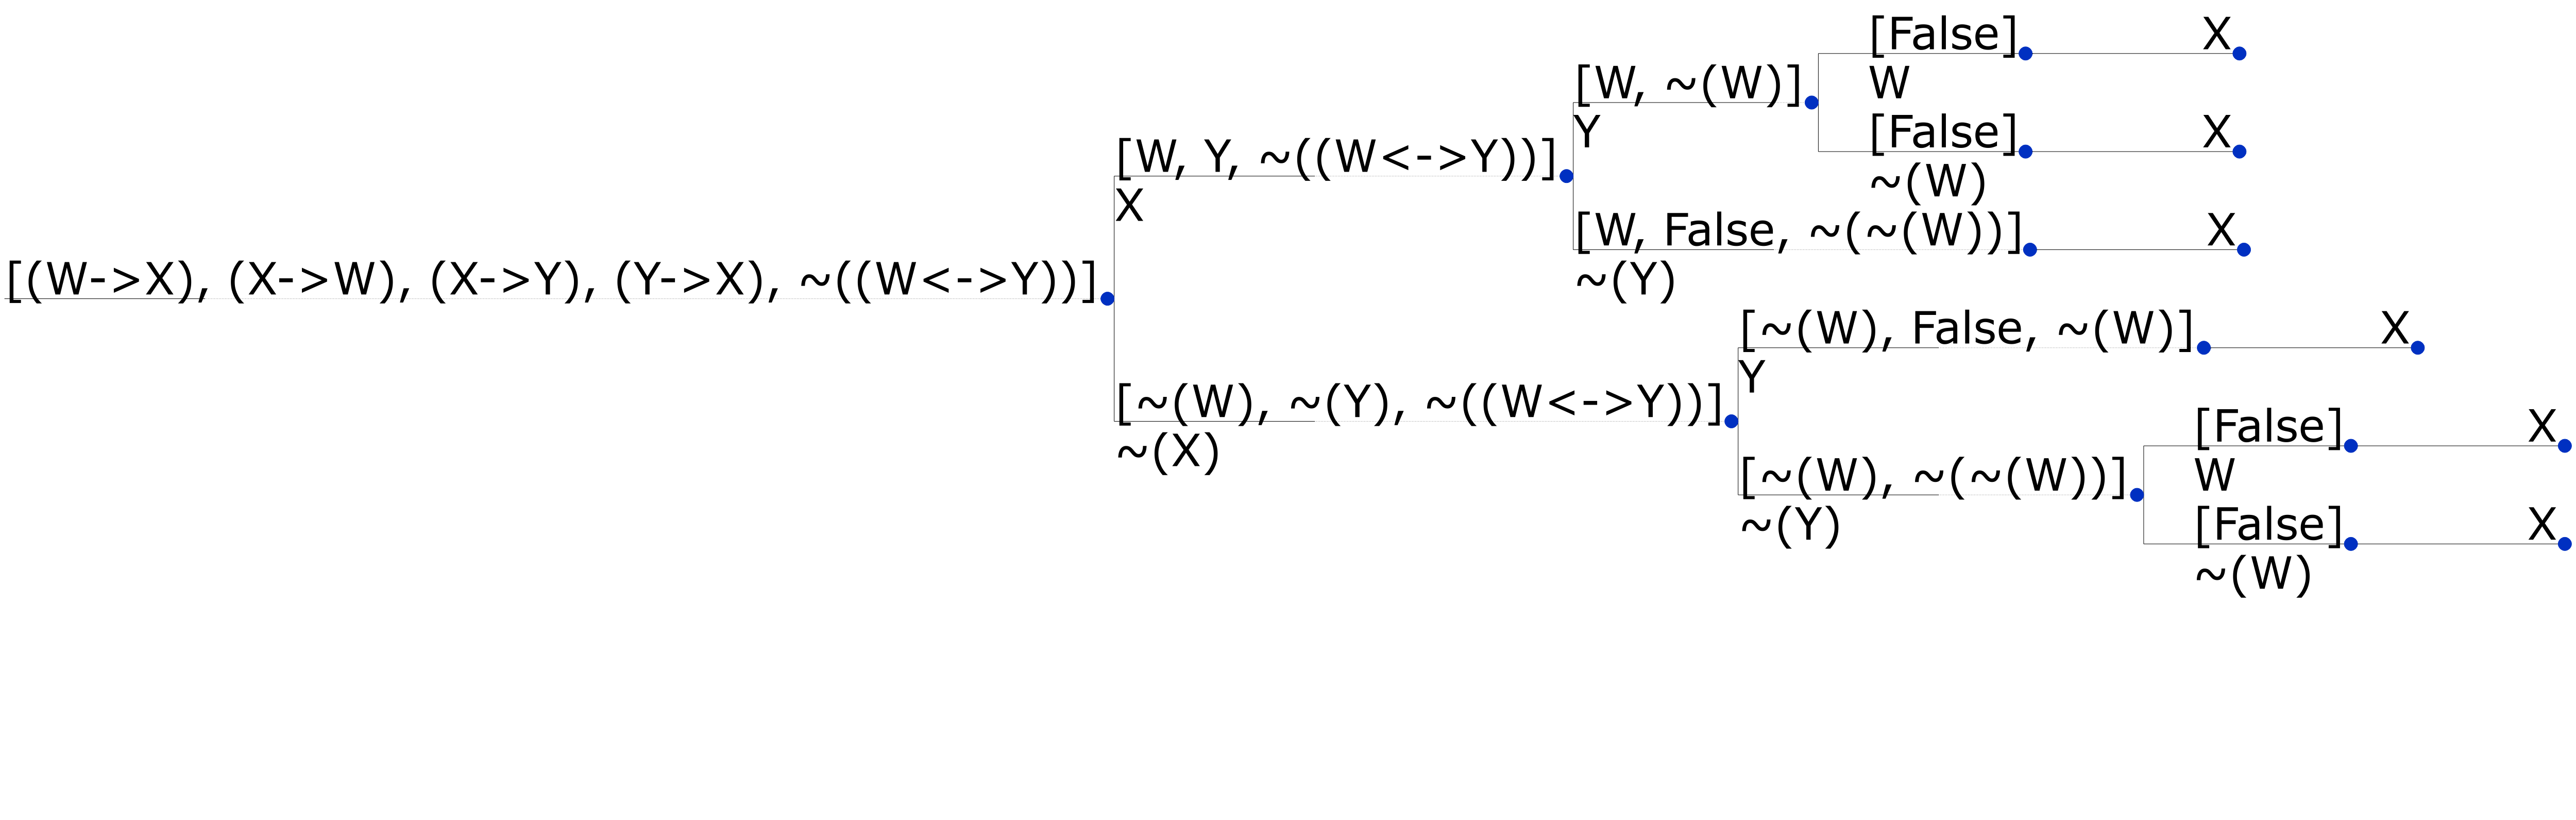 [False] X
[W, ~(W)] W
Y [False] X
[W, Y, ~((W<->Y))] ~(W)
X [W, False, ~(~(W))] X
[(W->X), (X->W), (X->Y), (Y->X), ~((W<->Y))] ~(Y)
[~(W), False, ~(W)] X
Y
[~(W), ~(Y), ~((W<->Y))] [False] X
~(X) [~(W), ~(~(W))] W
~(Y) [False] X
~(W)